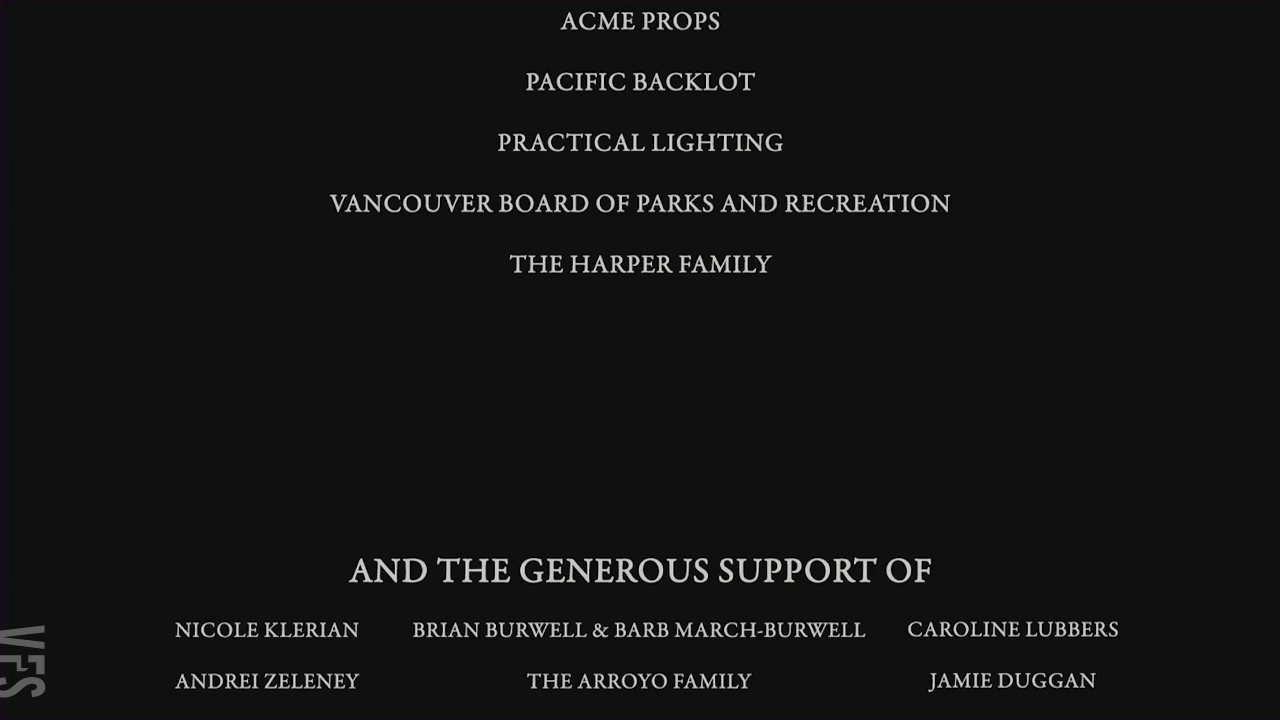 ACME PROPS
PACIFIC BACKLOT
PRACTICAL LIGHTING
VANCOUVER BOARD OF PARKS AND RECREATION
THE HARPER FAMILY
AND THE GENEROUS SUPPORT OF
NICOLE KLERIAN BRIAN BURWELL & BARB MARCH-BURWELL CAROLINE LUBBERS
ANDREI ZELENEY THE ARROYO FAMILY JAMIE DUGGAN
VFS